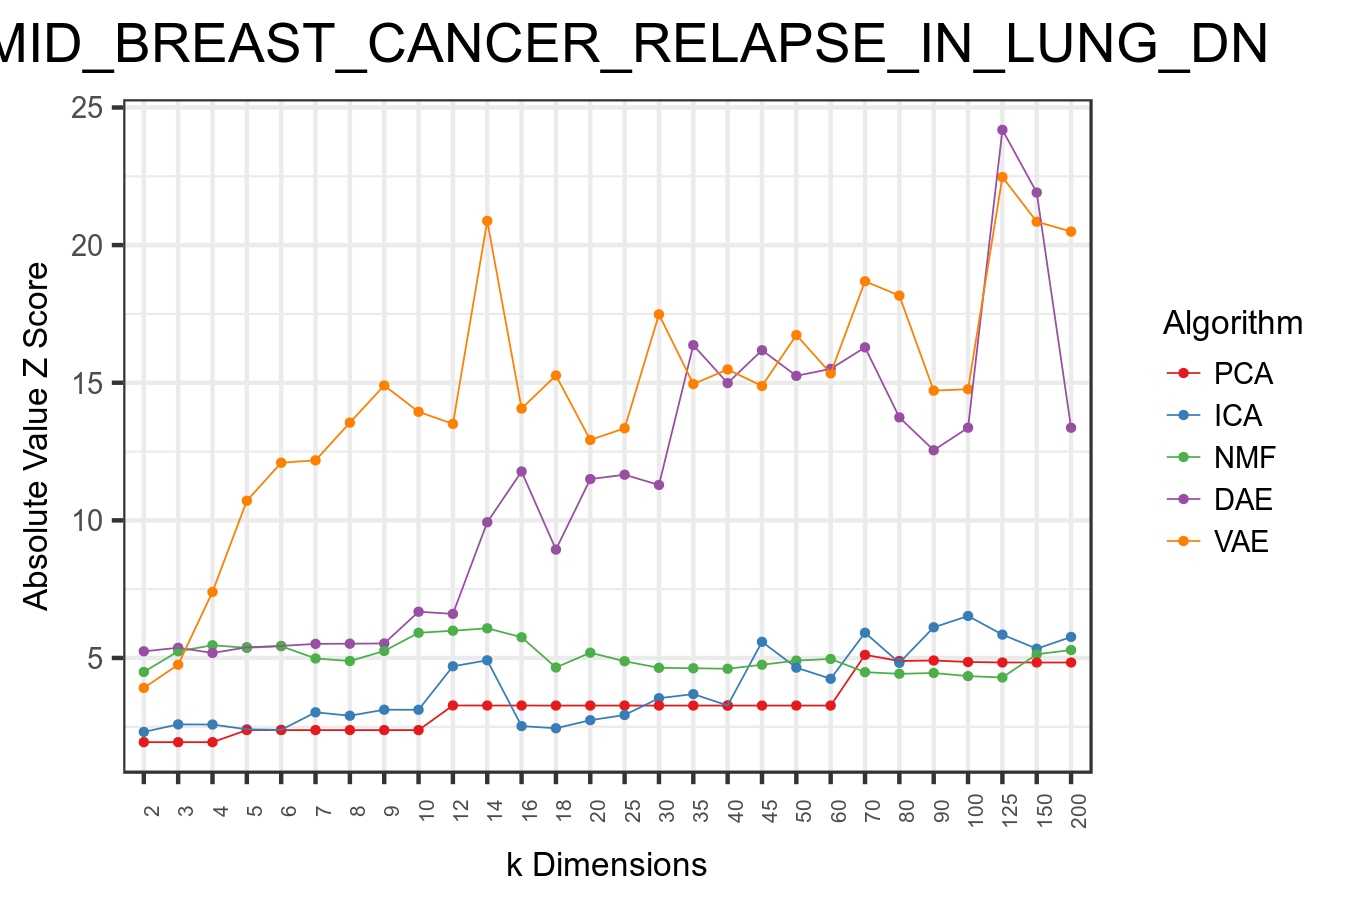 MID_BREAST_CANCER_RELAPSE_IN_LUNG_DN
25
20
15
10
5
Absolute Value Z Score
2 3 4 5 6 7 8 9 10 12 14 16 18 20 25 30 35 40 45 50 60 70 80 90 100 125 150 200
k Dimensions
Algorithm
PCA
ICA
NMF
DAE
VAE